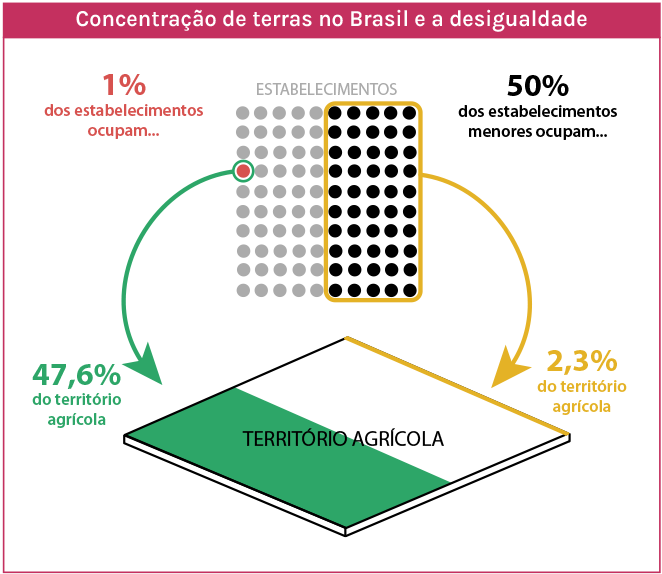 Concentração de terras no Brasil e a desigualdade
1%
dos estabelecimentos
ocupam...
ESTABELECIMENTOS
50%
dos estabelecimentos
menores ocupam...
47,6%
do território
agrícola
2,3%
do território
agrícola
TERRITÓRIO AGRÍCOLA